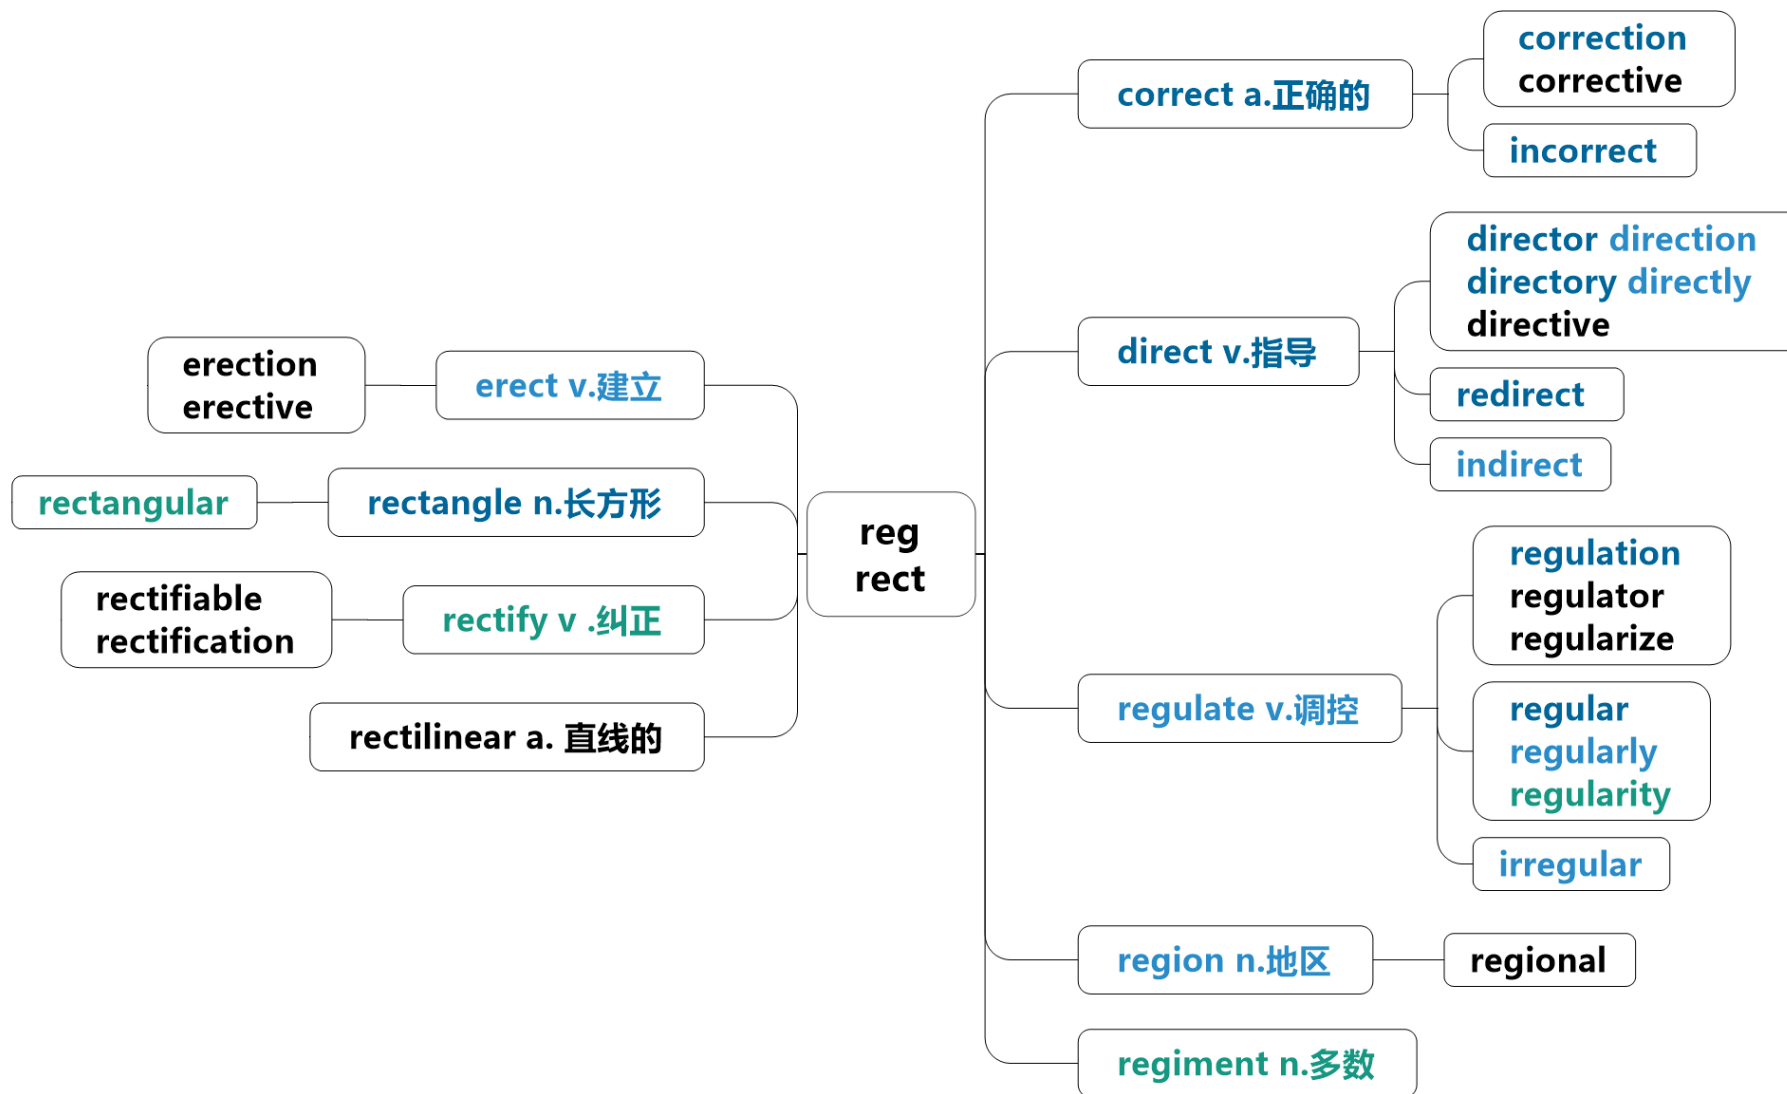 reg
rect
correct a.正确的
correction
corrective
incorrect
direct v.指导
director direction
directory directly
directive
redirect
indirect
regulate v.调控
regulation
regulator
regularize
regular
regularly
regularity
irregular
region n.地区
regional
regiment n.多数
erect v.建立
erection
erective
rectangle n.长方形
rectangular
rectify v .纠正
rectifiable
rectification
rectilinear a. 直线的